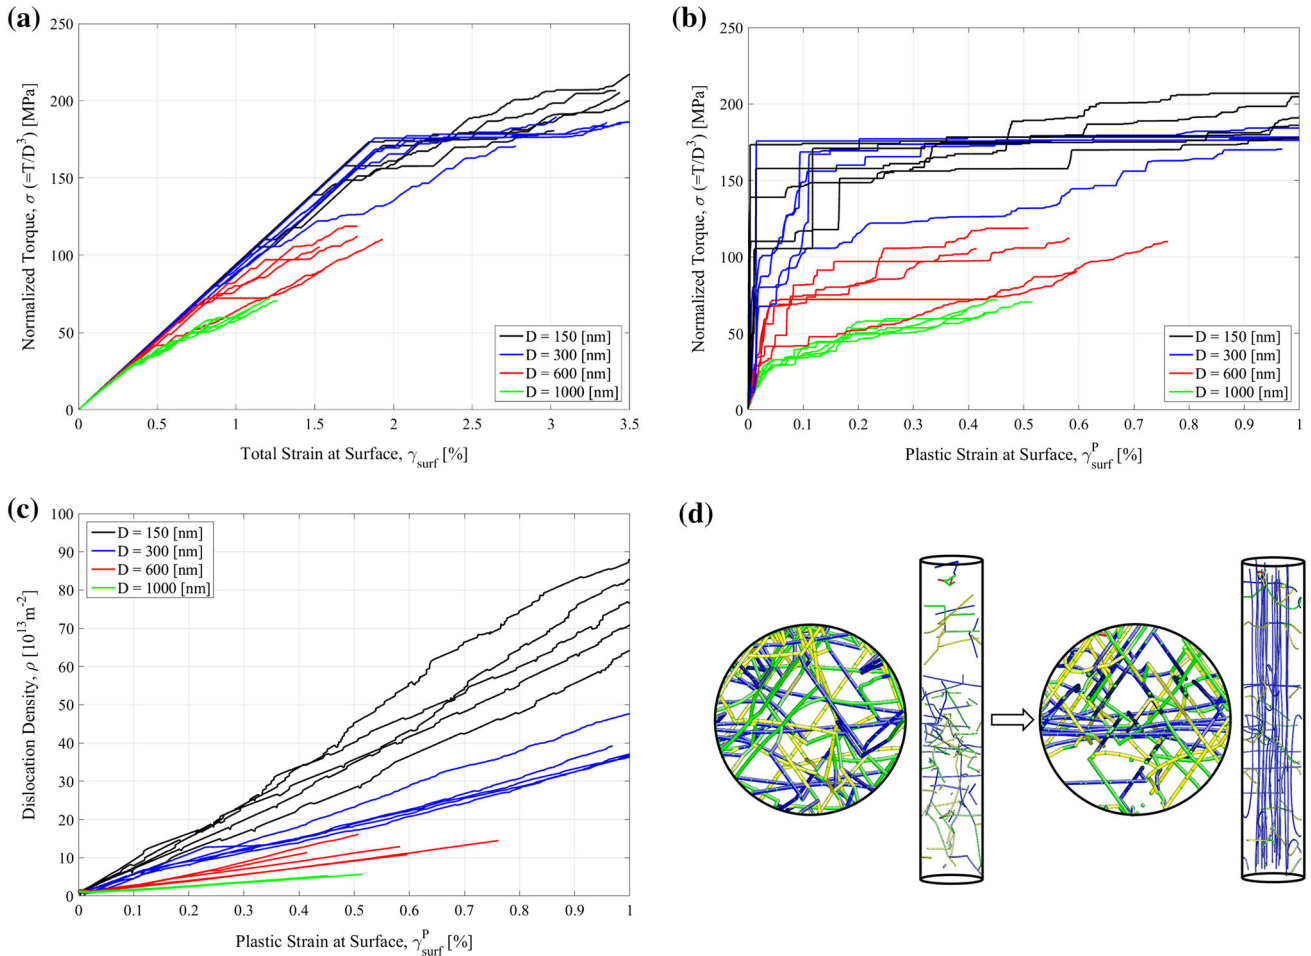 (a)
250
200
150
100
50
0
Normalized Torque, σ (=T/D³) [MPa]
0 0.5 1 1.5 2 2.5 3 3.5
Total Strain at Surface, γsurf [%]
D = 150 [nm]
D = 300 [nm]
D = 600 [nm]
D = 1000 [nm]
(b)
250
200
150
100
50
0
Normalized Torque, σ (=T/D³) [MPa]
0 0.1 0.2 0.3 0.4 0.5 0.6 0.7 0.8 0.9 1
Plastic Strain at Surface, γᴾsurf [%]
D = 150 [nm]
D = 300 [nm]
D = 600 [nm]
D = 1000 [nm]
(c)
100
90
80
70
60
50
40
30
20
10
0
Dislocation Density, ρ [10¹³m⁻²]
0 0.1 0.2 0.3 0.4 0.5 0.6 0.7 0.8 0.9 1
Plastic Strain at Surface, γᴾsurf [%]
D = 150 [nm]
D = 300 [nm]
D = 600 [nm]
D = 1000 [nm]
(d)